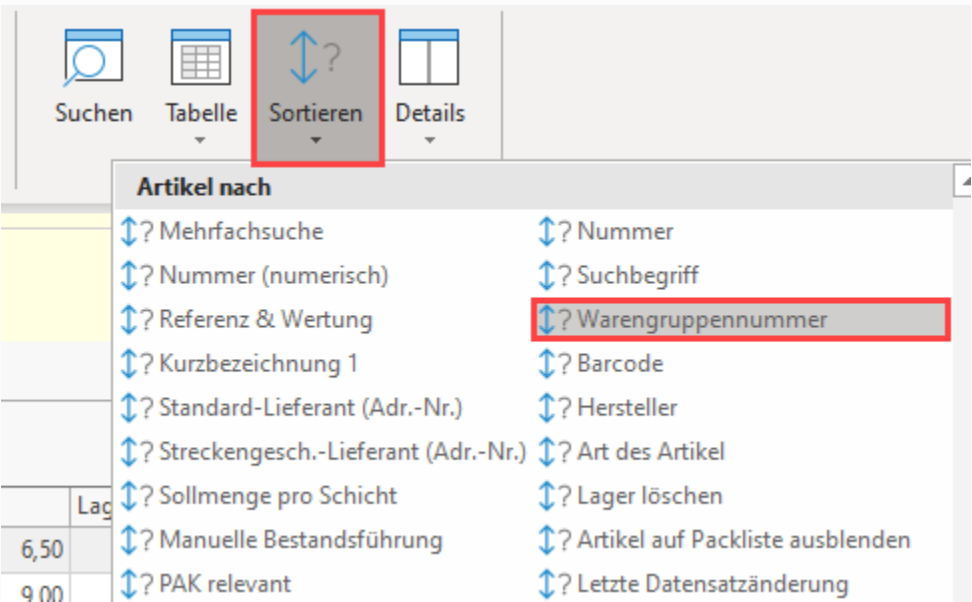 Suchen Tabelle Sortieren Details
Artikel nach
? Mehrfachsuche ? Nummer
? Nummer (numerisch) ? Suchbegriff
? Referenz & Wertung ? Warengruppennummer
? Kurzbezeichnung 1 ? Barcode
? Standard-Lieferant (Adr.-Nr.) ? Hersteller
? Streckengesch.-Lieferant (Adr.-Nr.) ? Art des Artikel
Lag ? Sollmenge pro Schicht ? Lager löschen
6,50 ? Manuelle Bestandsführung ? Artikel auf Packliste ausblenden
9,00 ? PAK relevant ? Letzte Datensatzänderung